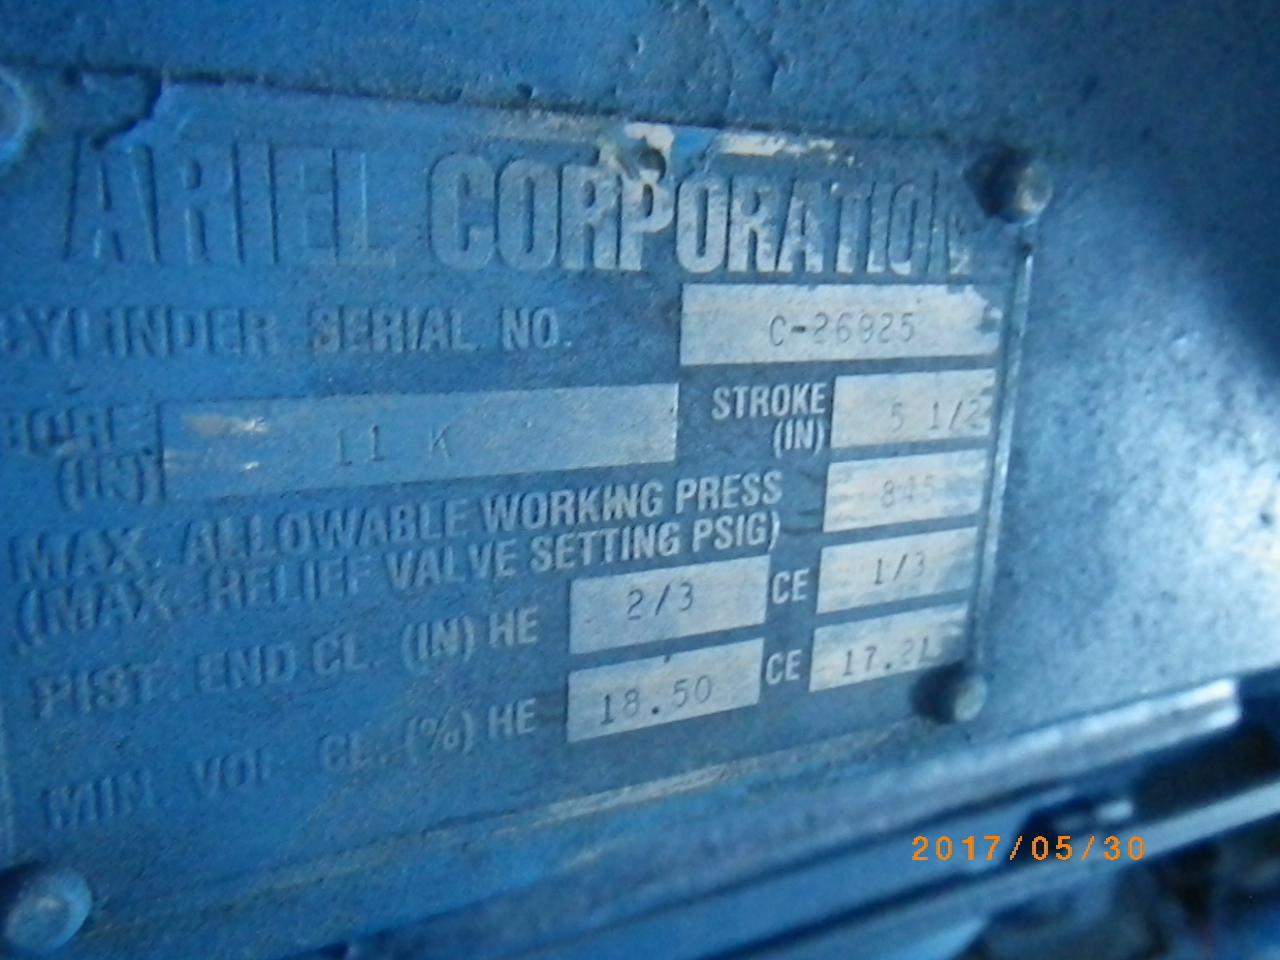 ARIEL CORPORATION
CYLINDER SERIAL NO. C-26925
BORE (IN) 11 K STROKE (IN) 5 1/2
MAX. ALLOWABLE WORKING PRESS 845
(MAX. RELIEF VALVE SETTING PSIG)
PIST. END CL. (IN) HE 2/3 CE 1/3
MIN. VOL. CL. (%) HE 18.50 CE 17.21
2017/05/30